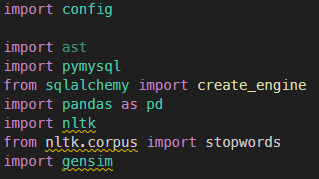 import config
import ast
import pymysql
from sqlalchemy import create_engine
import pandas as pd
import nltk
from nltk.corpus import stopwords
import gensim